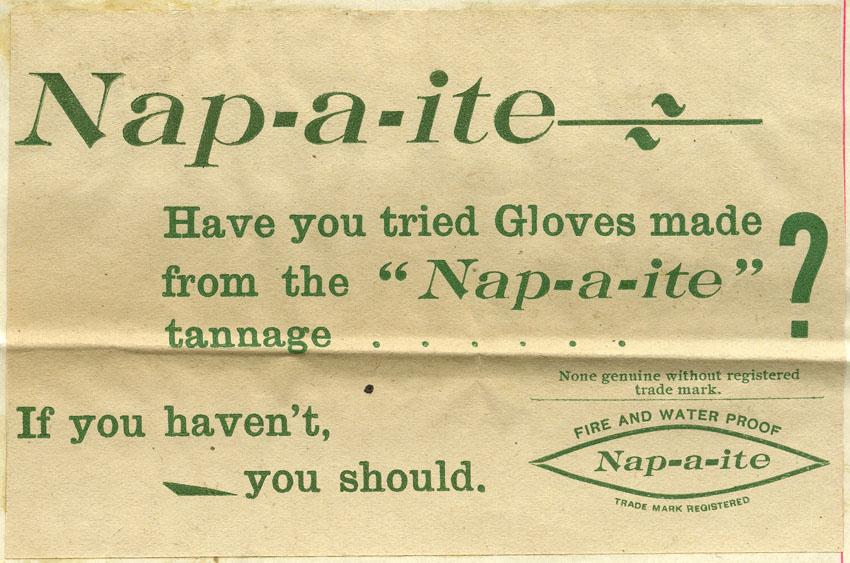 Nap-a-ite
Have you tried Gloves made
from the “Nap-a-ite” ?
tannage . . . . . .
If you haven't,
you should.
None genuine without registered
trade mark.
FIRE AND WATER PROOF
Nap-a-ite
TRADE MARK REGISTERED